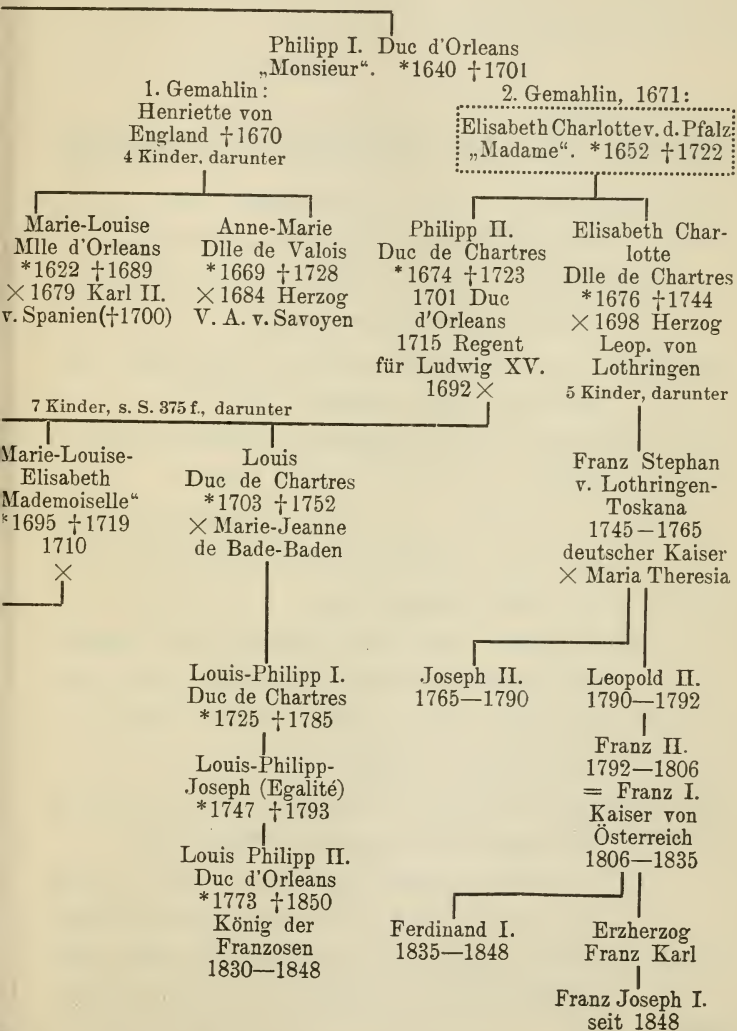 Philipp I. Duc d'Orleans
„Monsieur“. *1640 †1701
1. Gemahlin:
Henriette von
England †1670
4 Kinder, darunter
2. Gemahlin, 1671:
Elisabeth Charlotte v. d. Pfalz
„Madame“. *1652 †1722
Marie-Louise
Mlle d'Orleans
*1622 †1689
× 1679 Karl II.
v. Spanien (†1700)
Anne-Marie
Dlle de Valois
*1669 †1728
× 1684 Herzog
V. A. v. Savoyen
Philipp II.
Duc de Chartres
*1674 †1723
1701 Duc
d'Orleans
1715 Regent
für Ludwig XV.
1692 ×
Elisabeth Char-
lotte
Dlle de Chartres
*1676 †1744
× 1698 Herzog
Leop. von
Lothringen
5 Kinder, darunter
7 Kinder, s. S. 375 f., darunter
Marie-Louise-
Elisabeth
Mademoiselle“
*1695 †1719
1710
×
Louis
Duc de Chartres
*1703 †1752
× Marie-Jeanne
de Bade-Baden
Franz Stephan
v. Lothringen-
Toskana
1745–1765
deutscher Kaiser
× Maria Theresia
Louis-Philipp I.
Duc de Chartres
*1725 †1785
Joseph II.
1765—1790
Leopold II.
1790—1792
Louis-Philipp-
Joseph (Egalité)
*1747 †1793
Franz II.
1792—1806
= Franz I.
Kaiser von
Österreich
1806—1835
Louis Philipp II.
Duc d'Orleans
*1773 †1850
König der
Franzosen
1830—1848
Ferdinand I.
1835—1848
Erzherzog
Franz Karl
Franz Joseph I.
seit 1848